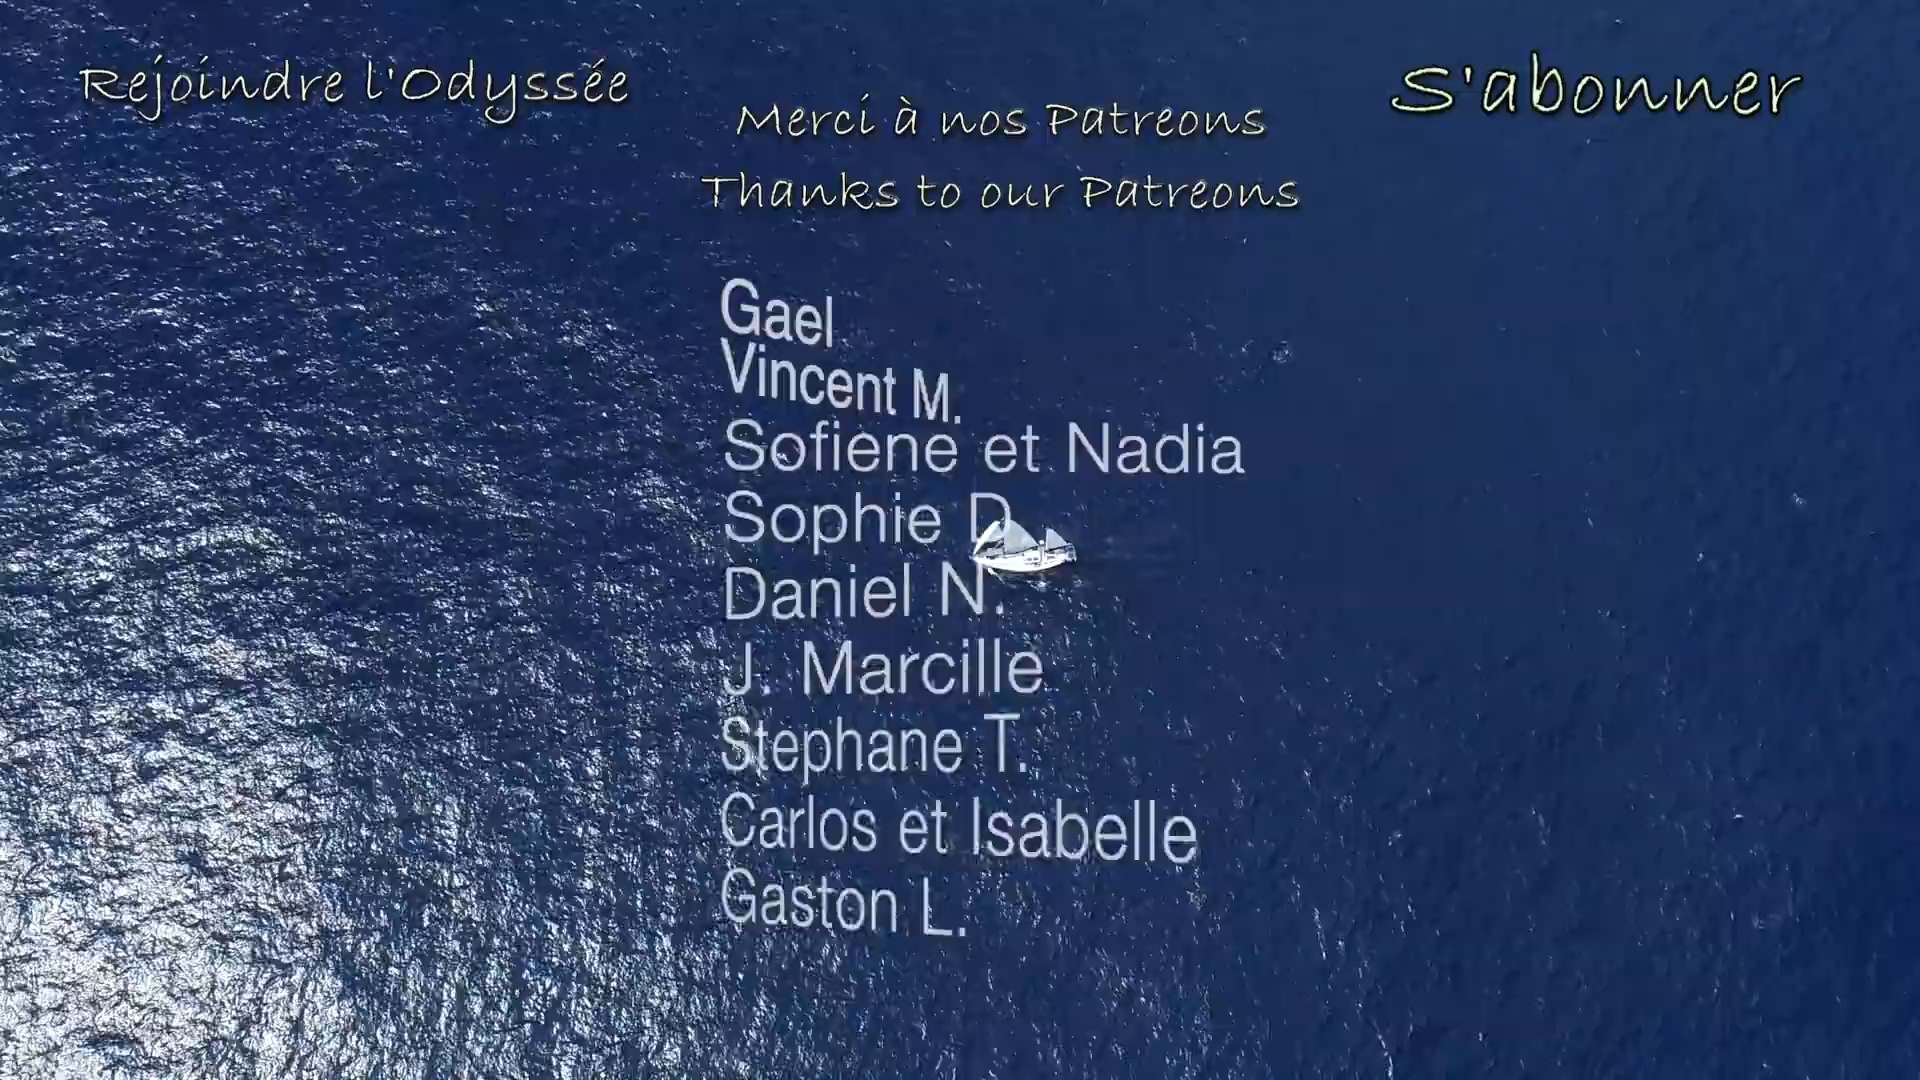 Rejoindre l'Odyssée
S'abonner
Merci à nos Patreons
Thanks to our Patreons
Gael
Vincent M.
Sofiene et Nadia
Sophie D
Daniel N.
J. Marcille
Stephane T.
Carlos et Isabelle
Gaston L.